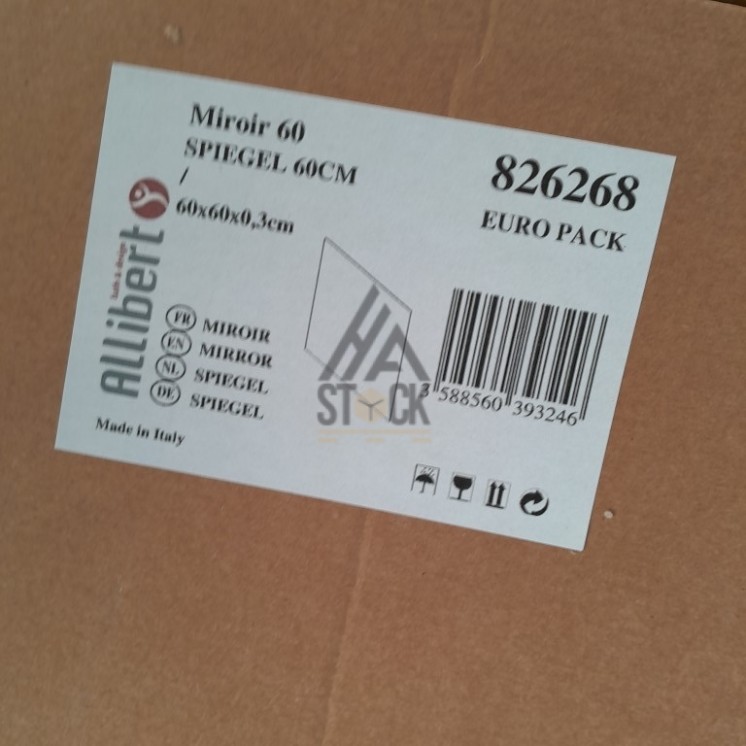 Miroir 60
SPIEGEL 60CM
/
60x60x0,3cm
826268
EURO PACK
Allibert
bath & design
FR MIROIR
EN MIRROR
NL SPIEGEL
DE SPIEGEL
Made in Italy
3 588560 393246
HA
STOCK